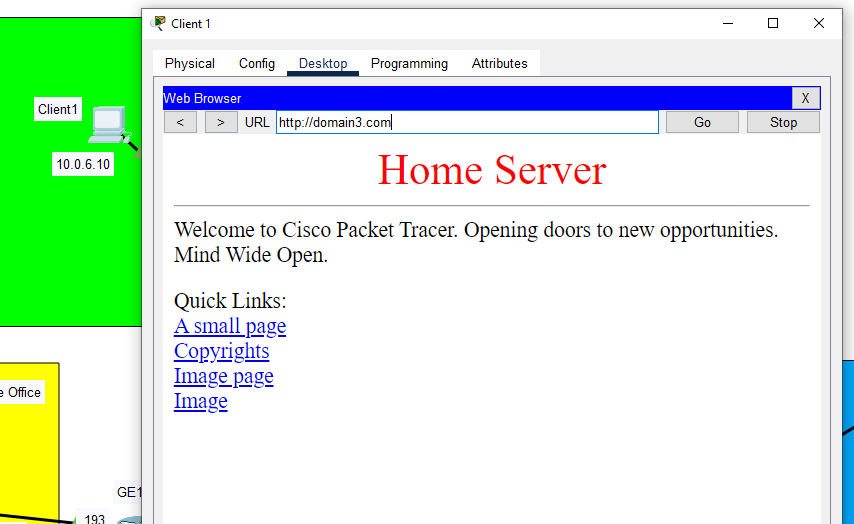 Client 1
Physical Config Desktop Programming Attributes
Web Browser X
< > URL http://domain3.com Go Stop
Home Server
Welcome to Cisco Packet Tracer. Opening doors to new opportunities.
Mind Wide Open.
Quick Links:
A small page
Copyrights
Image page
Image
Client1
10.0.6.10
e Office
GE1
193